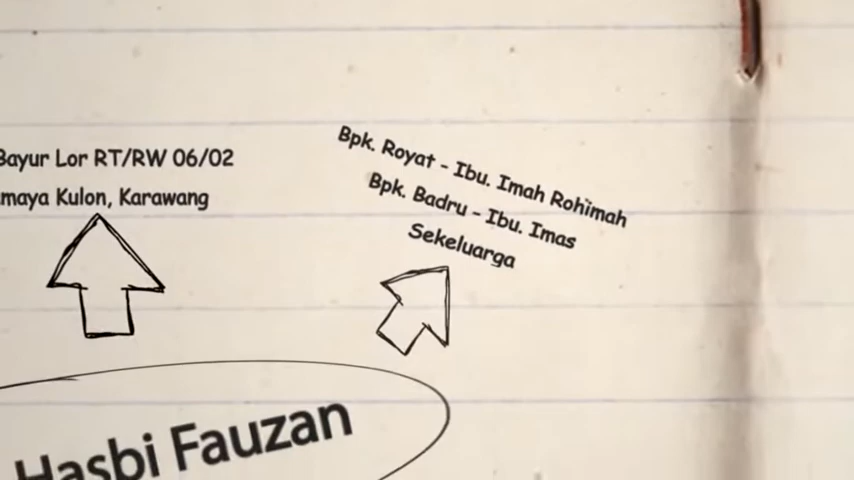 Bayur Lor RT/RW 06/02
Kulon, Karawang
Bpk. Royat - Ibu. Imah Rohimah
Bpk. Badru - Ibu. Imas
Sekeluarga
Hasbi Fauzan